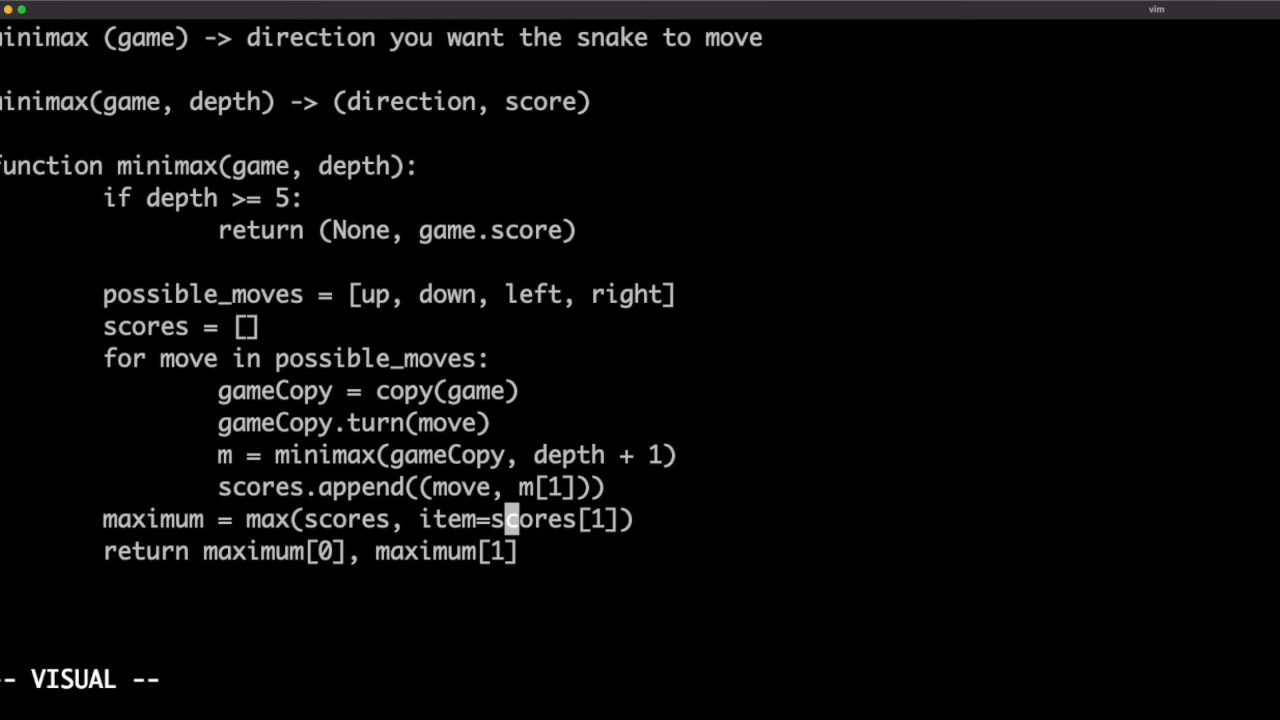 vim
inimax (game) -> direction you want the snake to move
inimax(game, depth) -> (direction, score)
unction minimax(game, depth):
if depth >= 5:
return (None, game.score)
possible_moves = [up, down, left, right]
scores = []
for move in possible_moves:
gameCopy = copy(game)
gameCopy.turn(move)
m = minimax(gameCopy, depth + 1)
scores.append((move, m[1]))
maximum = max(scores, item=scores[1])
return maximum[0], maximum[1]
-- VISUAL --